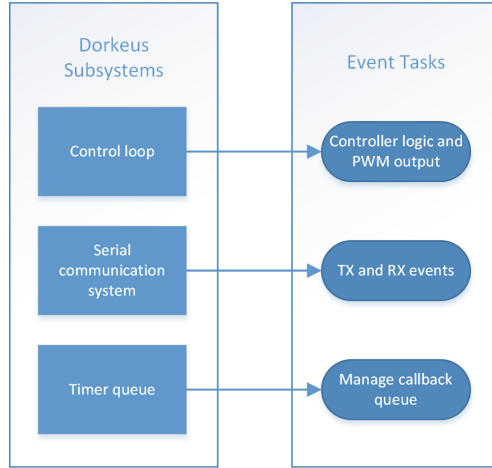 Dorkeus
Subsystems
Event Tasks
Control loop
Controller logic and
PWM output
Serial
communication
system
TX and RX events
Timer queue
Manage callback
queue